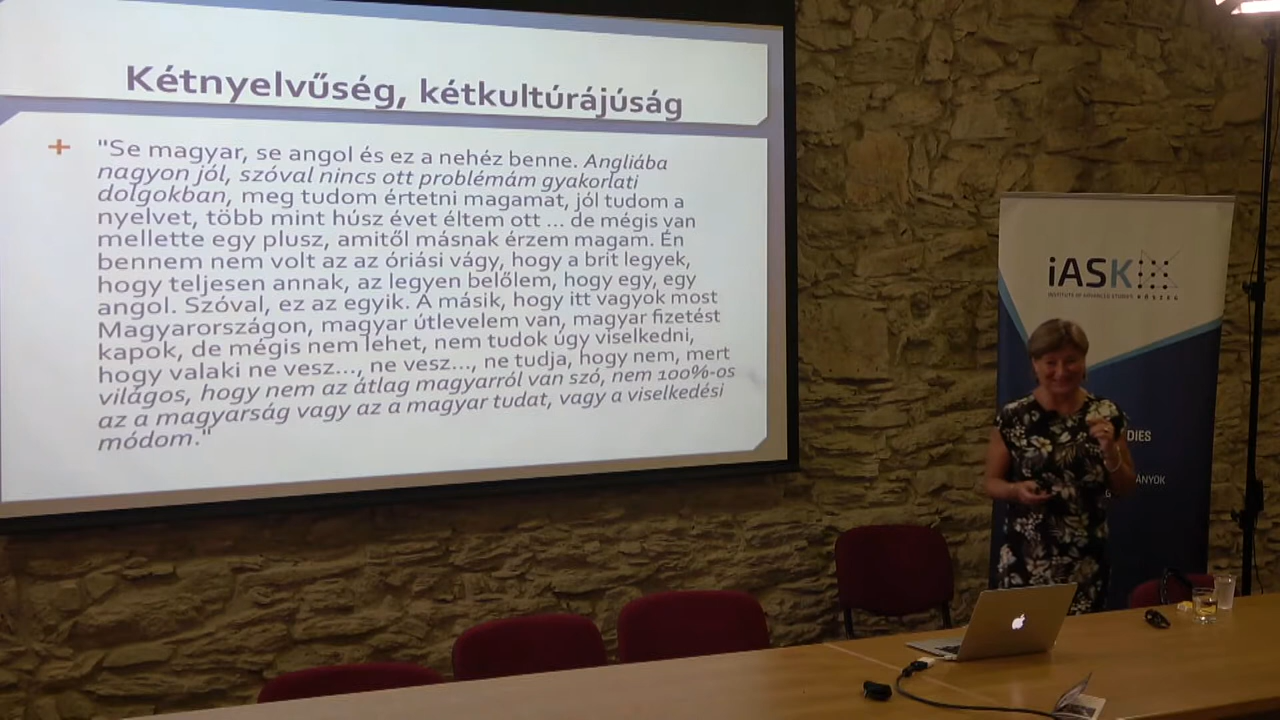 Kétnyelvűség, kétkultúrájúság
+ "Se magyar, se angol és ez a nehéz benne. Angliába
nagyon jól, szóval nincs ott problémám gyakorlati
dolgokban, meg tudom értetni magamat, jól tudom a
nyelvet, több mint húsz évet éltem ott ... de mégis van
mellette egy plusz, amitől másnak érzem magam. Én
bennem nem volt az az óriási vágy, hogy a brit legyek,
hogy teljesen annak, az legyen belőlem, hogy egy, egy
angol. Szóval, ez az egyik. A másik, hogy itt vagyok most
Magyarországon, magyar útlevelem van, magyar fizetést
kapok, de mégis nem lehet, nem tudok úgy viselkedni,
hogy valaki ne vesz..., ne vesz..., ne tudja, hogy nem, mert
világos, hogy nem az átlag magyarról van szó, nem 100%-os
az a magyarság vagy az a magyar tudat, vagy a viselkedési
módom."
iASK
INSTITUTE OF ADVANCED STUDIES KŐSZEG
DIES
ÁNYOK